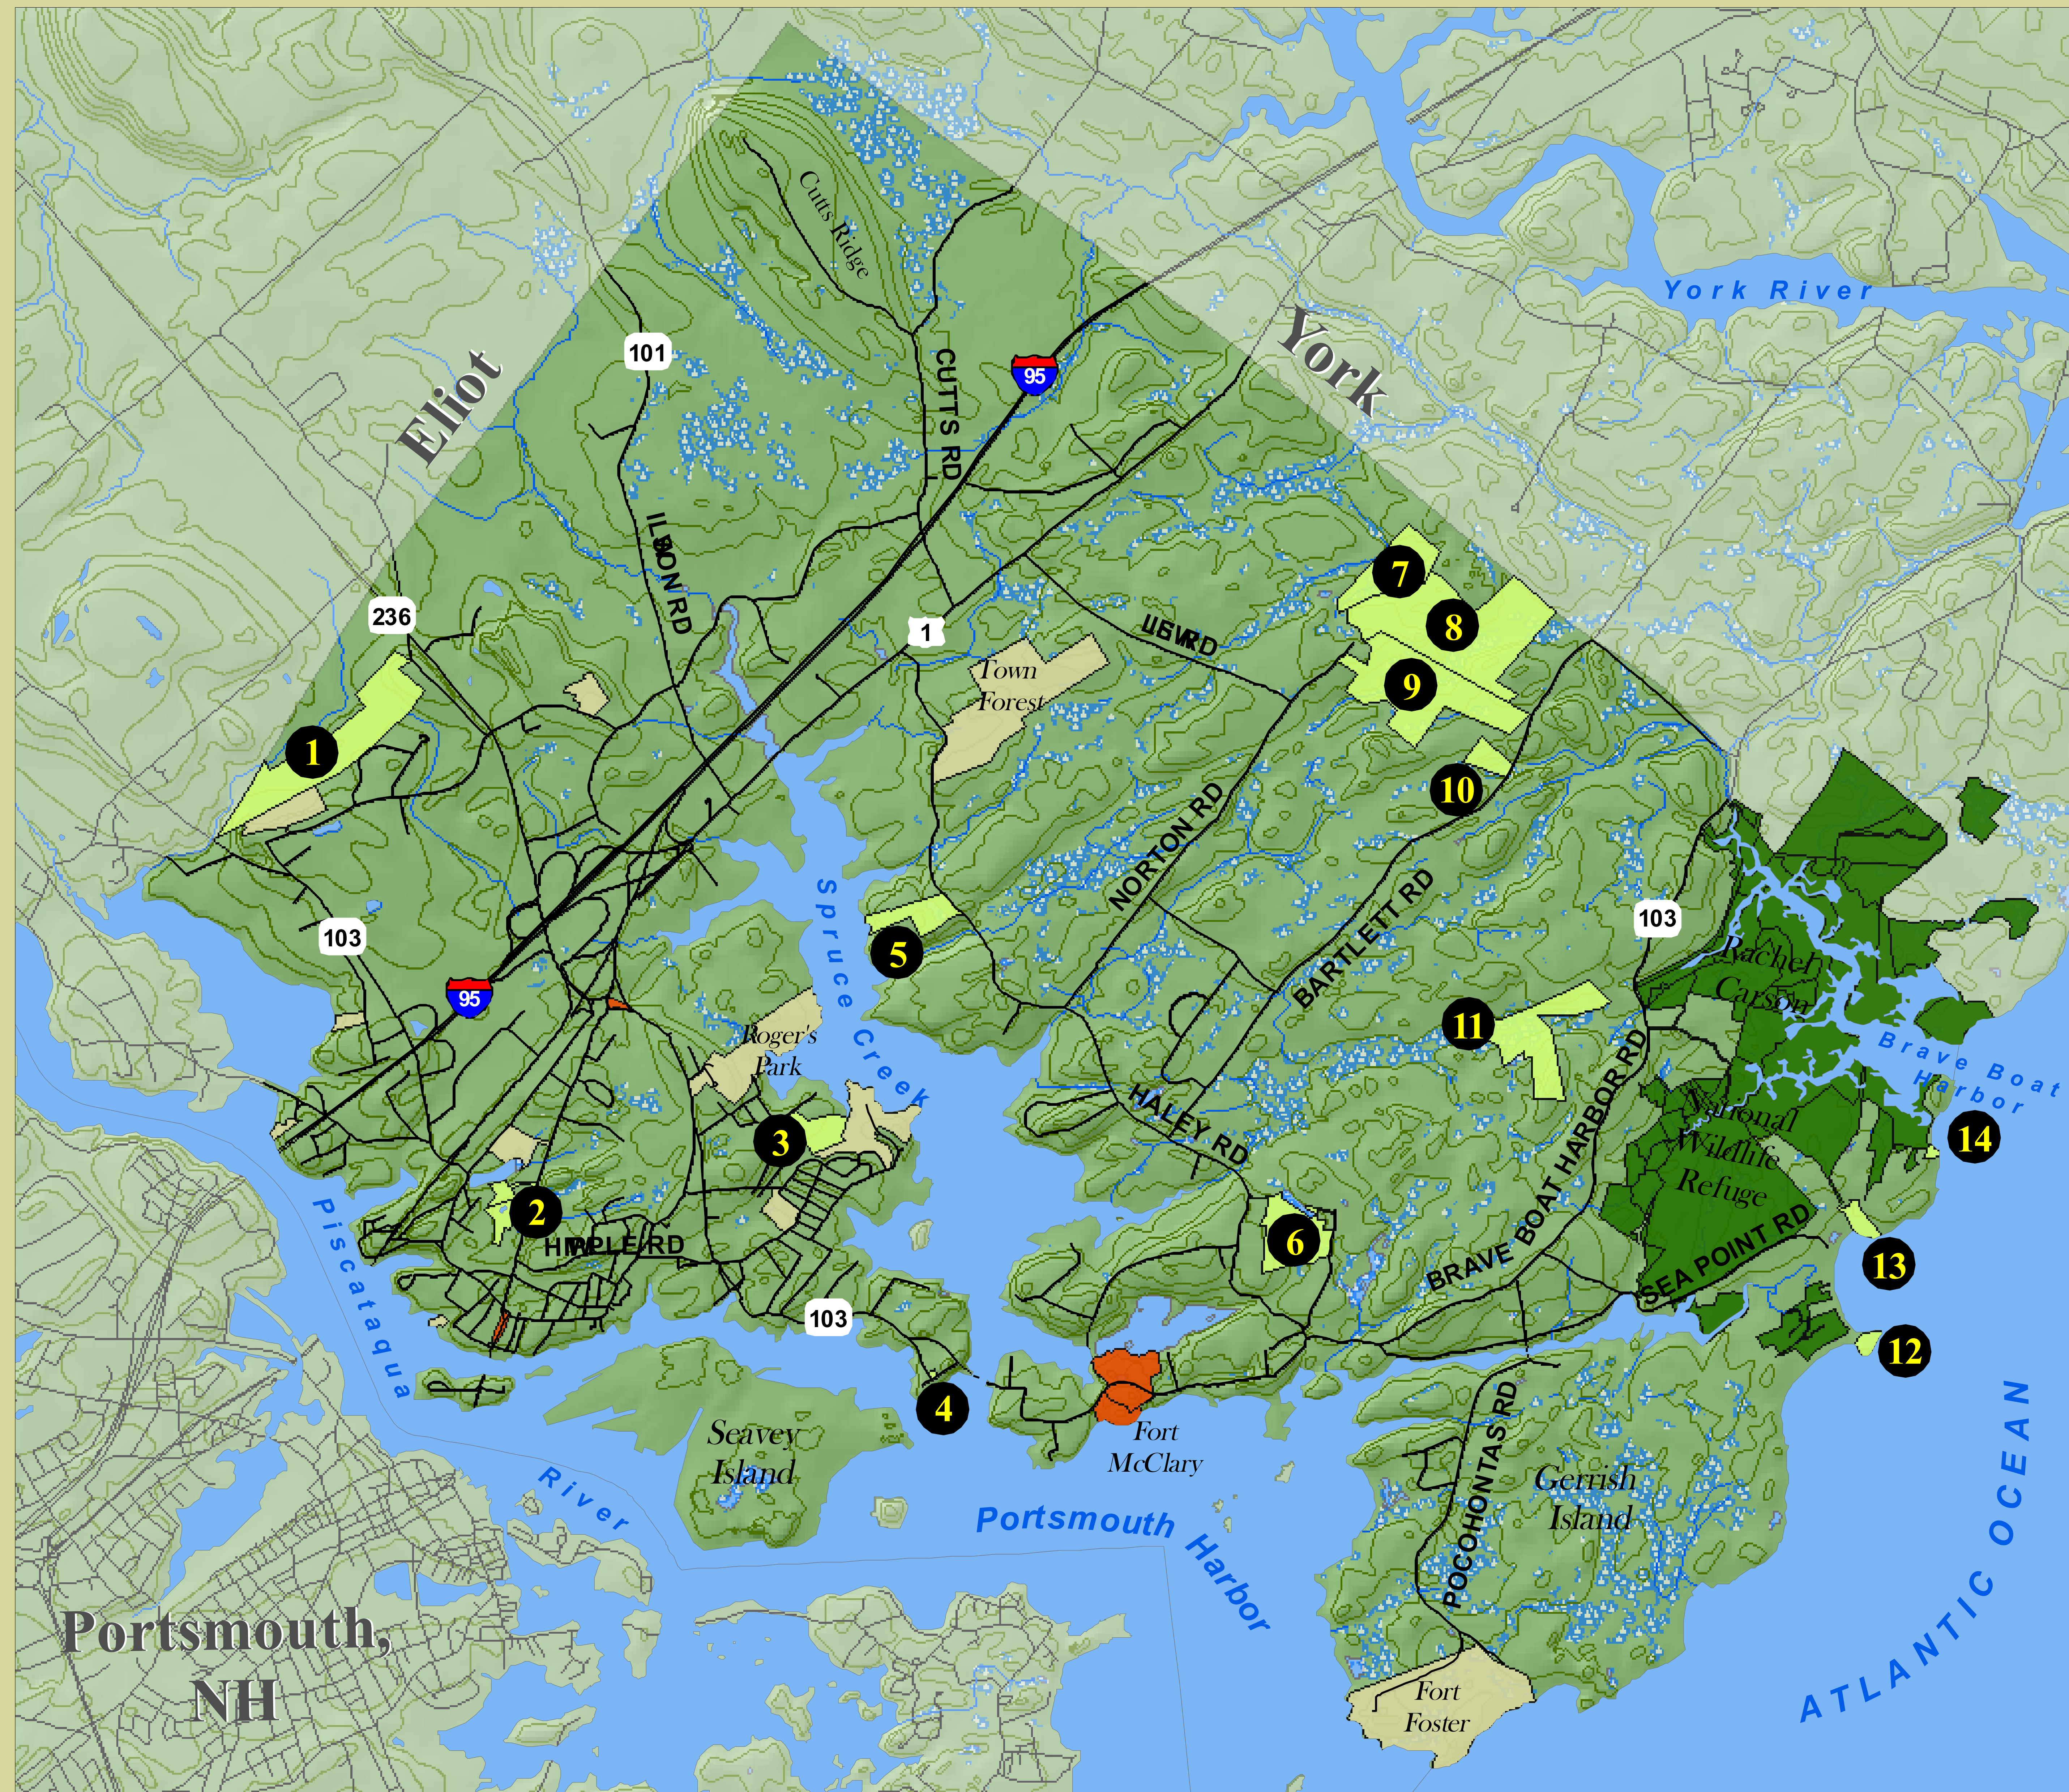 Cutts Ridge
York River
Eliot
York
101
95
CUTTS RD
236
7
8
1
Town
Forest
9
1
10
NORTON RD
BARTLETT RD
103
103
Spruce Creek
5
Rachel
Carson
95
11
Roger's
Park
Brave Boat
Harbor
HALEY RD
National
Wildlife
Refuge
3
14
2
6
BRAVE BOAT HARBOR RD
SEA POINT RD
13
Piscataqua
River
103
12
4
Seavey
Island
Fort
McClary
POCOHONTAS RD
Gerrish
Island
Portsmouth Harbor
ATLANTIC OCEAN
Portsmouth,
NH
Fort
Foster